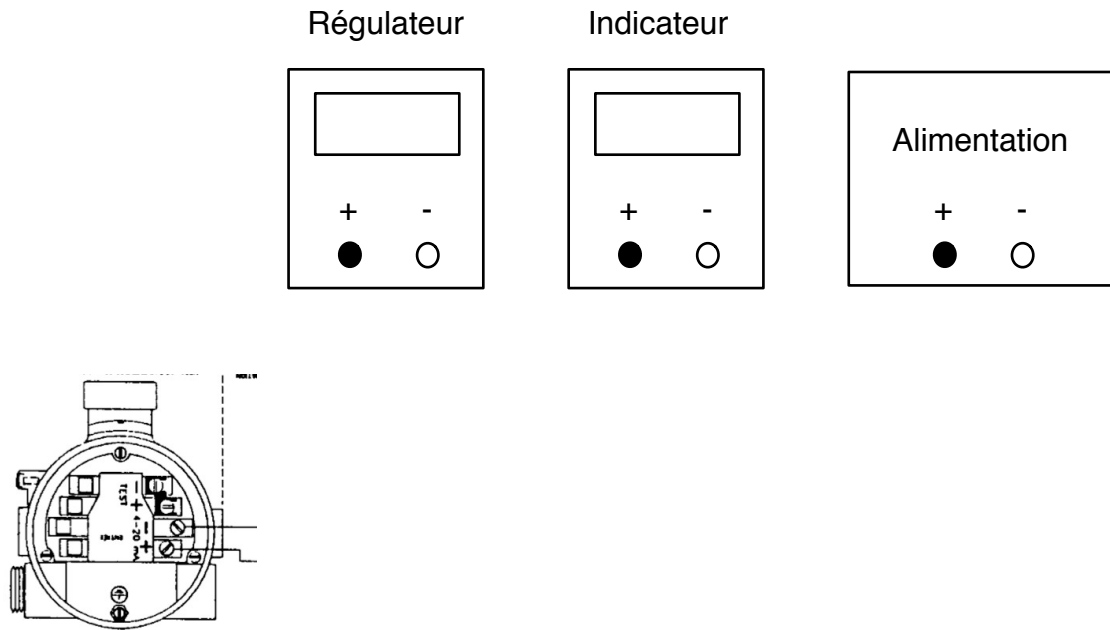 Régulateur
Indicateur
Alimentation
+ -
+ -
+ -
TEST
- +
4-20 mA
- +